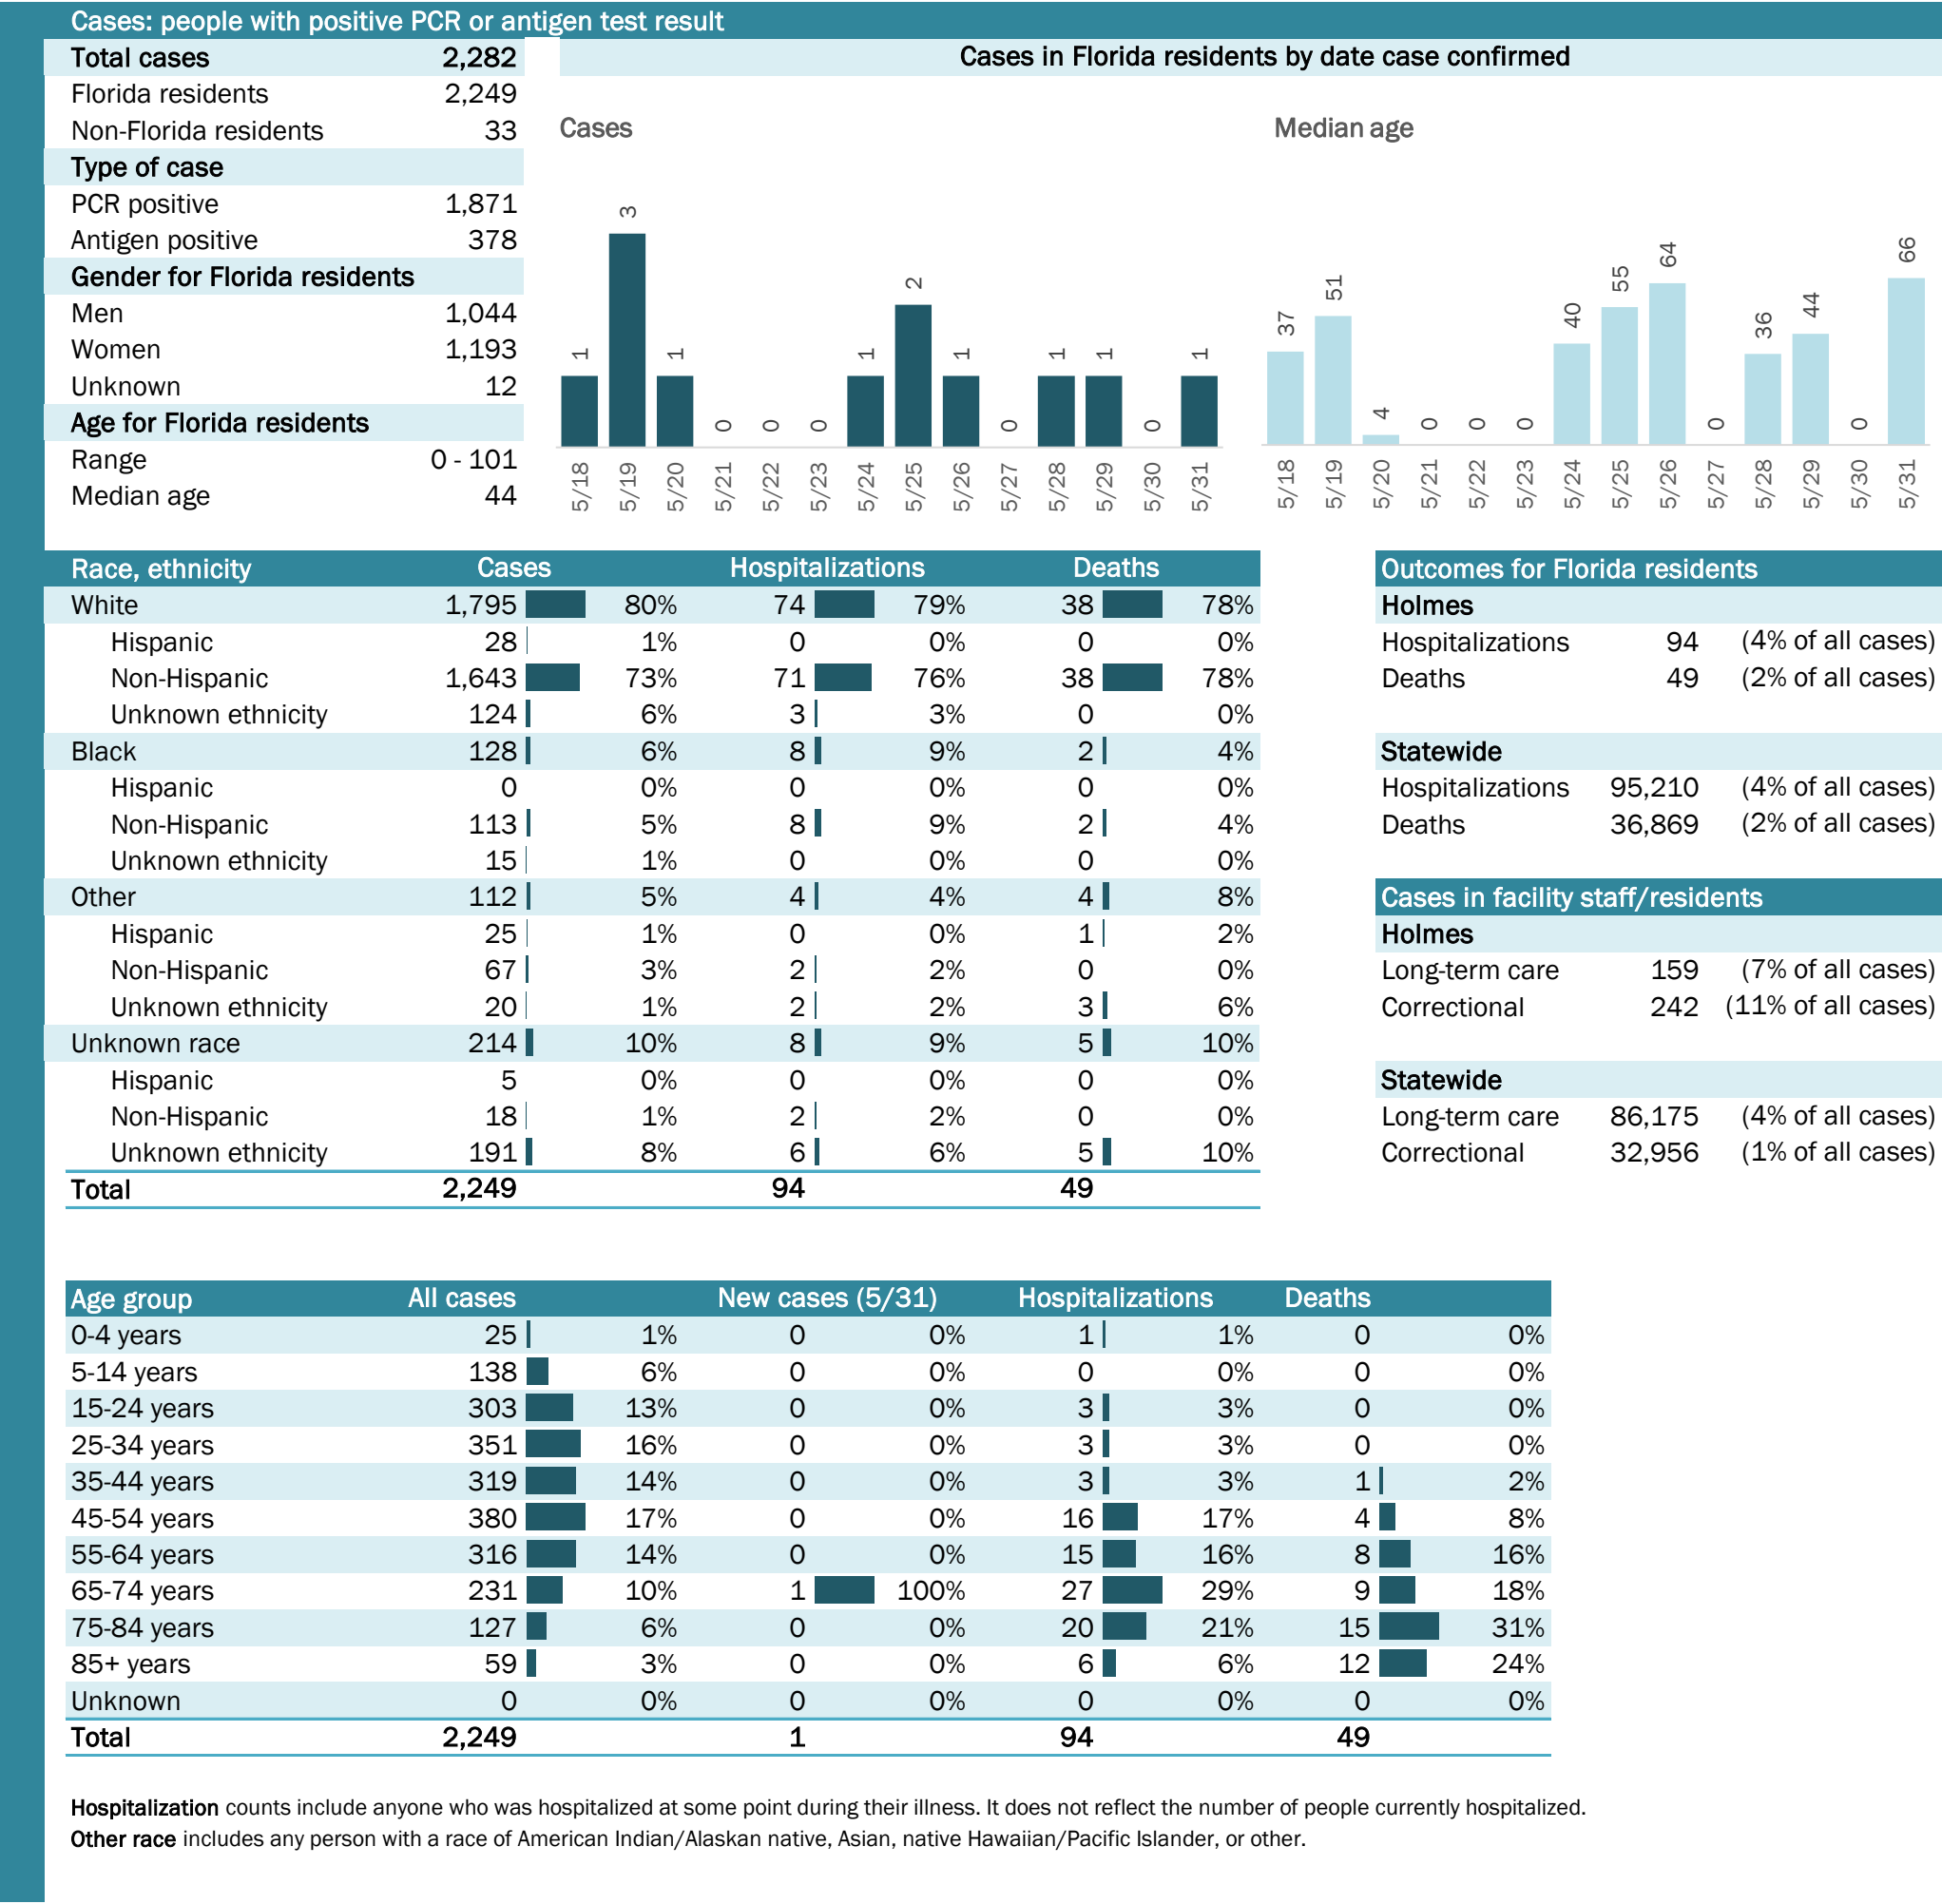 Cases: people with positive PCR or antigen test result
Total cases 2,282
Florida residents 2,249
Non-Florida residents 33
Type of case
PCR positive 1,871
Antigen positive 378
Gender for Florida residents
Men 1,044
Women 1,193
Unknown 12
Age for Florida residents
Range 0 - 101
Median age 44
Cases in Florida residents by date case confirmed
Cases
1 3 1 0 0 0 1 2 1 0 1 1 0 1
5/18 5/19 5/20 5/21 5/22 5/23 5/24 5/25 5/26 5/27 5/28 5/29 5/30 5/31
Median age
37 51 4 0 0 0 40 55 64 0 36 44 0 66
5/18 5/19 5/20 5/21 5/22 5/23 5/24 5/25 5/26 5/27 5/28 5/29 5/30 5/31
Race, ethnicity Cases Hospitalizations Deaths
White 1,795 80% 74 79% 38 78%
Hispanic 28 1% 0 0% 0 0%
Non-Hispanic 1,643 73% 71 76% 38 78%
Unknown ethnicity 124 6% 3 3% 0 0%
Black 128 6% 8 9% 2 4%
Hispanic 0 0% 0 0% 0 0%
Non-Hispanic 113 5% 8 9% 2 4%
Unknown ethnicity 15 1% 0 0% 0 0%
Other 112 5% 4 4% 4 8%
Hispanic 25 1% 0 0% 1 2%
Non-Hispanic 67 3% 2 2% 0 0%
Unknown ethnicity 20 1% 2 2% 3 6%
Unknown race 214 10% 8 9% 5 10%
Hispanic 5 0% 0 0% 0 0%
Non-Hispanic 18 1% 2 2% 0 0%
Unknown ethnicity 191 8% 6 6% 5 10%
Total 2,249 94 49
Outcomes for Florida residents
Holmes
Hospitalizations 94 (4% of all cases)
Deaths 49 (2% of all cases)
Statewide
Hospitalizations 95,210 (4% of all cases)
Deaths 36,869 (2% of all cases)
Cases in facility staff/residents
Holmes
Long-term care 159 (7% of all cases)
Correctional 242 (11% of all cases)
Statewide
Long-term care 86,175 (4% of all cases)
Correctional 32,956 (1% of all cases)
Age group All cases New cases (5/31) Hospitalizations Deaths
0-4 years 25 1% 0 0% 1 1% 0 0%
5-14 years 138 6% 0 0% 0 0% 0 0%
15-24 years 303 13% 0 0% 3 3% 0 0%
25-34 years 351 16% 0 0% 3 3% 0 0%
35-44 years 319 14% 0 0% 3 3% 1 2%
45-54 years 380 17% 0 0% 16 17% 4 8%
55-64 years 316 14% 0 0% 15 16% 8 16%
65-74 years 231 10% 1 100% 27 29% 9 18%
75-84 years 127 6% 0 0% 20 21% 15 31%
85+ years 59 3% 0 0% 6 6% 12 24%
Unknown 0 0% 0 0% 0 0% 0 0%
Total 2,249 1 94 49
Hospitalization counts include anyone who was hospitalized at some point during their illness. It does not reflect the number of people currently hospitalized.
Other race includes any person with a race of American Indian/Alaskan native, Asian, native Hawaiian/Pacific Islander, or other.